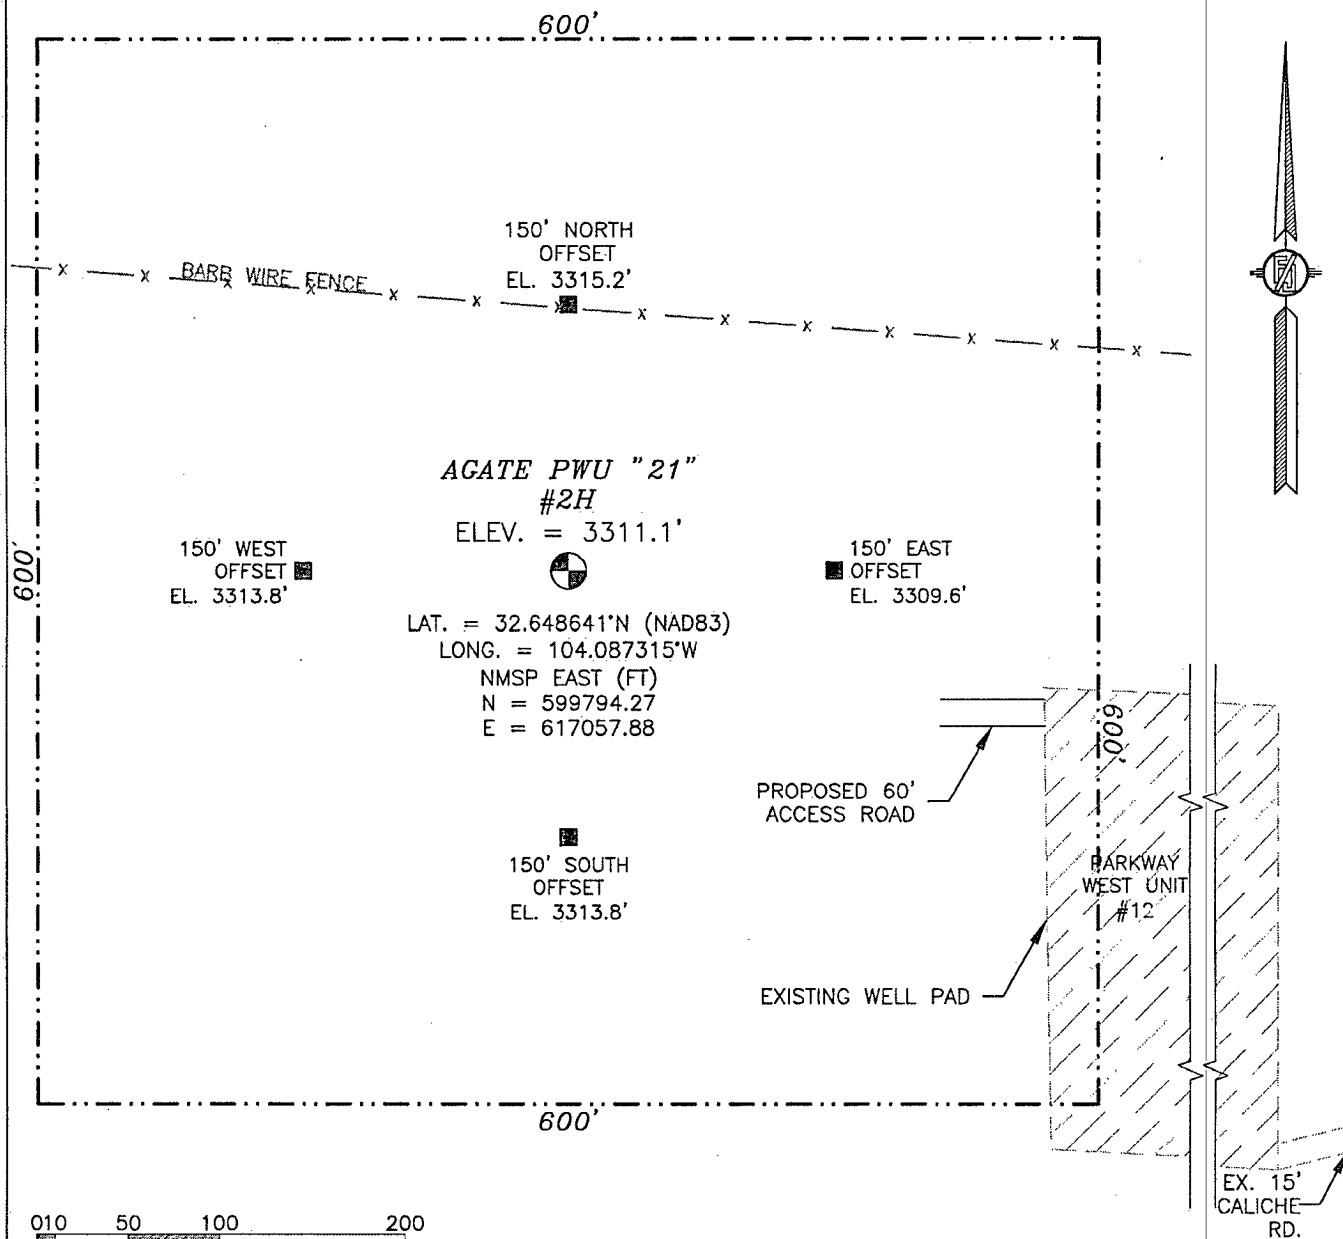 600'
150' NORTH
OFFSET
EL. 3315.2'
BARB WIRE FENCE
AGATE PWU "21"
#2H
ELEV. = 3311.1'
600'
150' WEST
OFFSET
EL. 3313.8'
150' EAST
OFFSET
EL. 3309.6'
LAT. = 32.648641°N (NAD83)
LONG. = 104.087315°W
NMSP EAST (FT)
N = 599794.27
E = 617057.88
600'
PROPOSED 60'
ACCESS ROAD
150' SOUTH
OFFSET
EL. 3313.8'
PARKWAY
WEST UNIT
#12
EXISTING WELL PAD
600'
EX. 15'
CALICHE
RD.
010 50 100 200